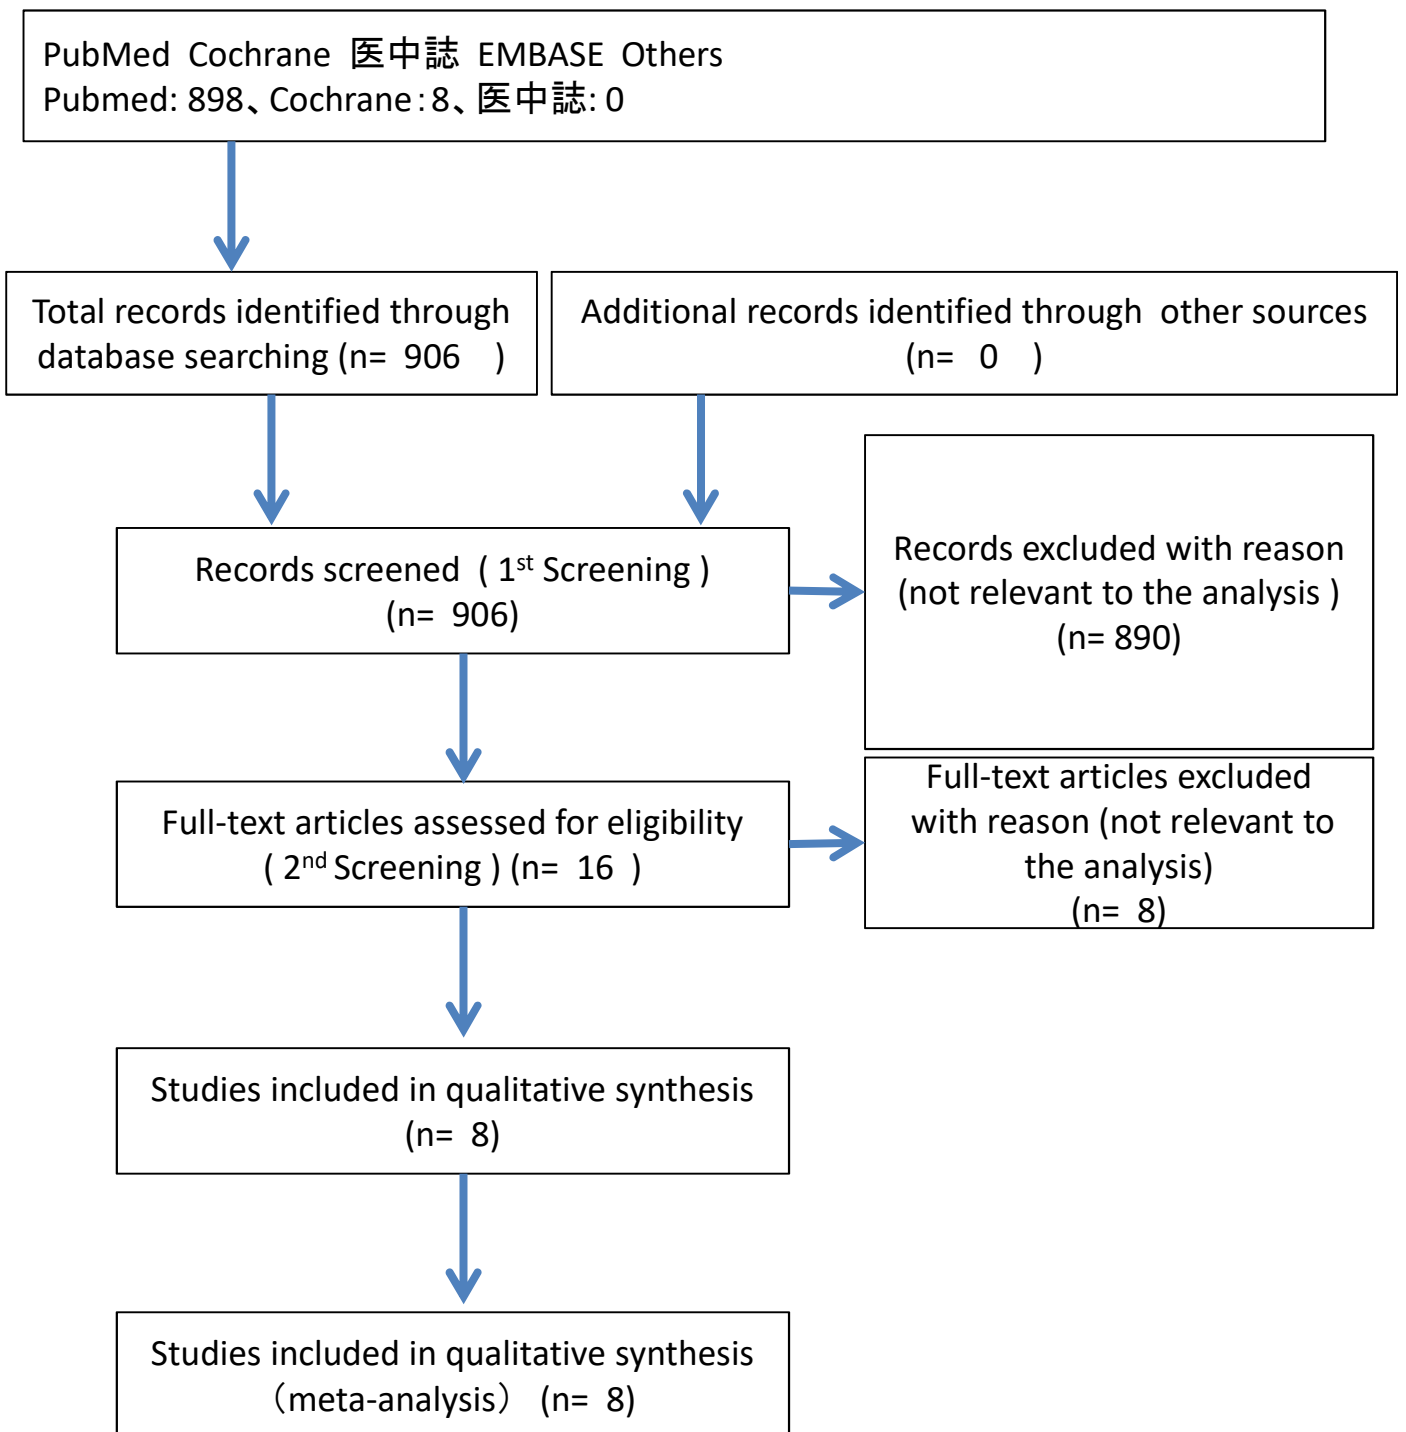 PubMed Cochrane 医中誌 EMBASE Others
Pubmed: 898、Cochrane：8、医中誌: 0
Total records identified through
database searching (n= 906 )
Additional records identified through other sources
(n= 0 )
Records screened ( 1st Screening )
(n= 906)
Records excluded with reason
(not relevant to the analysis )
(n= 890)
Full-text articles assessed for eligibility
( 2nd Screening ) (n= 16 )
Full-text articles excluded
with reason (not relevant to
the analysis)
(n= 8)
Studies included in qualitative synthesis
(n= 8)
Studies included in qualitative synthesis
（meta-analysis） (n= 8)